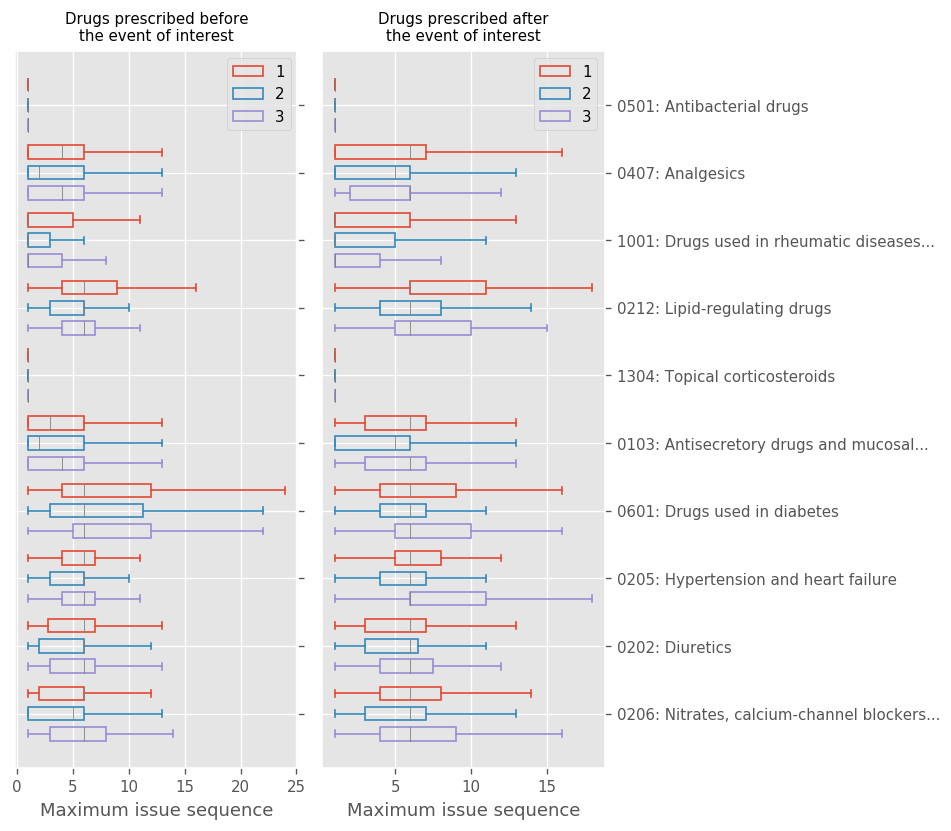 Drugs prescribed before
the event of interest
Drugs prescribed after
the event of interest
1
2
3
1
2
3
0501: Antibacterial drugs
0407: Analgesics
1001: Drugs used in rheumatic diseases...
0212: Lipid-regulating drugs
1304: Topical corticosteroids
0103: Antisecretory drugs and mucosal...
0601: Drugs used in diabetes
0205: Hypertension and heart failure
0202: Diuretics
0206: Nitrates, calcium-channel blockers...
0 5 10 15 20 25
5 10 15
Maximum issue sequence
Maximum issue sequence